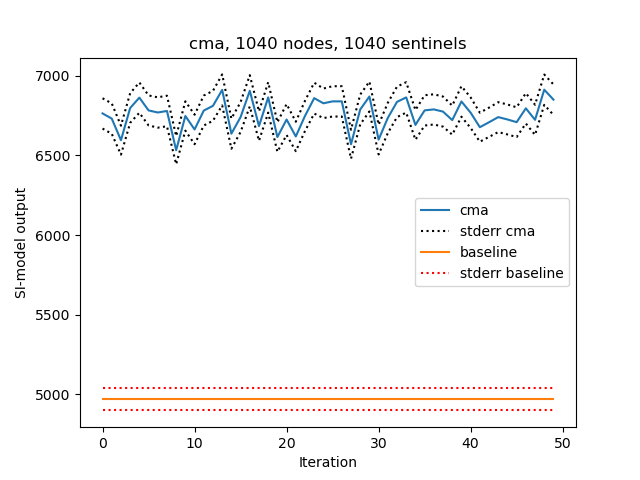 cma, 1040 nodes, 1040 sentinels
SI-model output
7000
6500
6000
5500
5000
cma
stderr cma
baseline
stderr baseline
0
10
20
30
40
50
Iteration